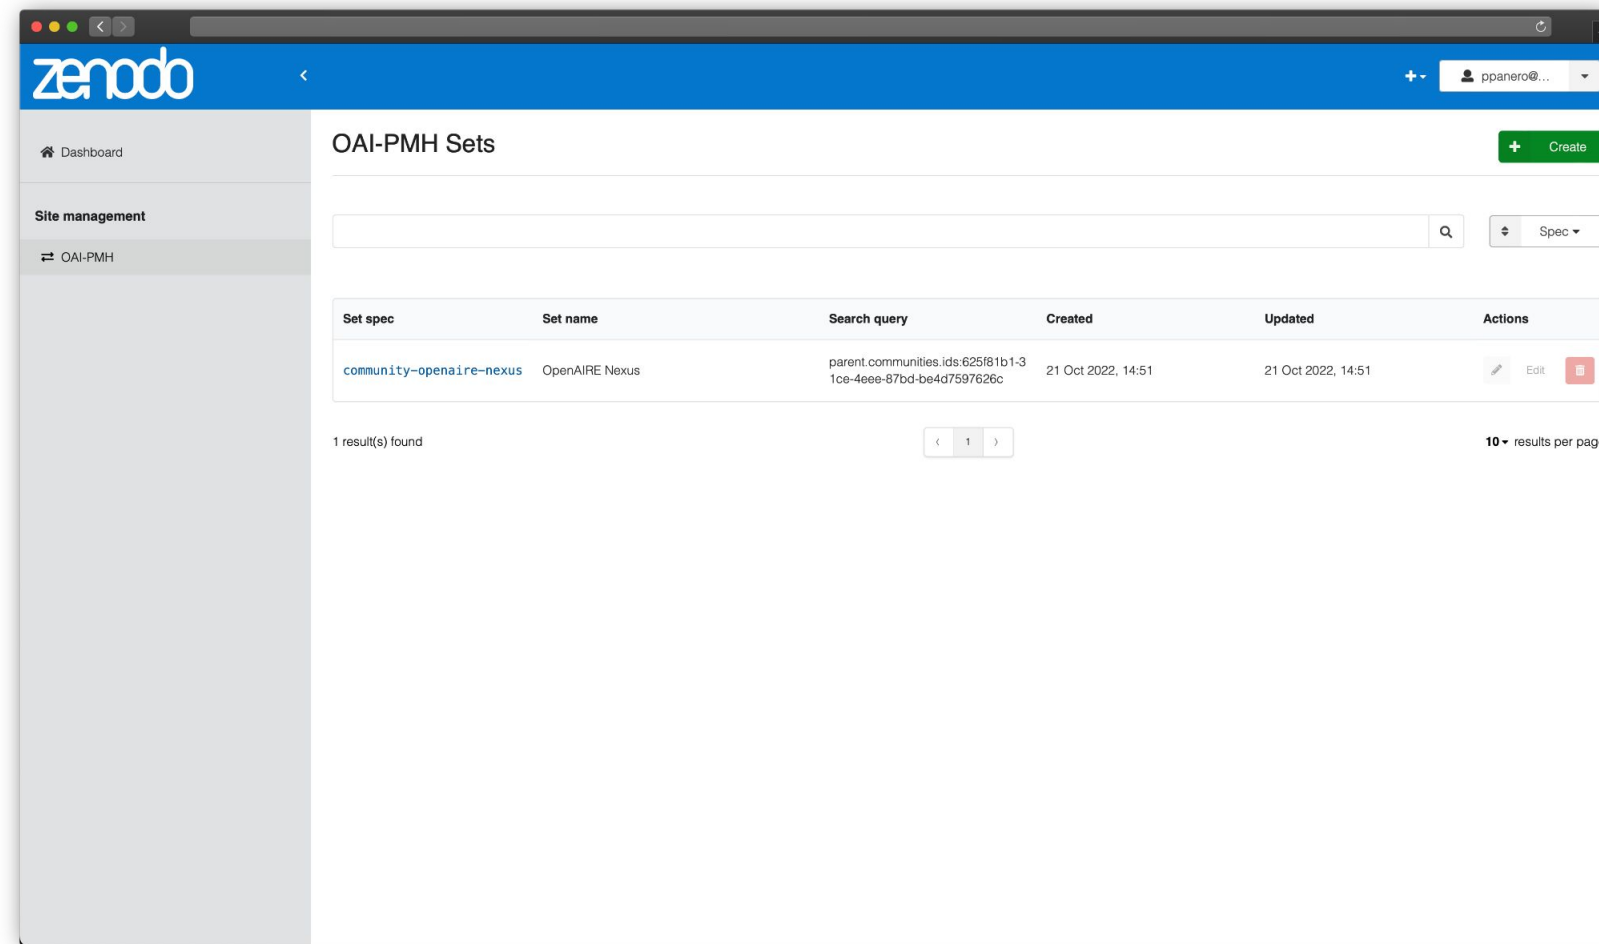 zenodo
ppanero@...
Dashboard
OAI-PMH Sets
Create
Site management
OAI-PMH
Spec
Set spec Set name Search query Created Updated Actions
community-openaire-nexus OpenAIRE Nexus parent.communities.ids:625f81b1-3 21 Oct 2022, 14:51 21 Oct 2022, 14:51 Edit
1ce-4eee-87bd-be4d7597626c
1 result(s) found 1 10 results per pag